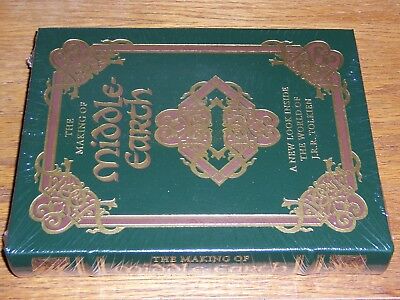 THE
MAKING OF
MIDDLE-
EARTH
A NEW LOOK INSIDE
THE WORLD OF
J.R.R. TOLKIEN
THE MAKING OF
MIDDLE-EARTH